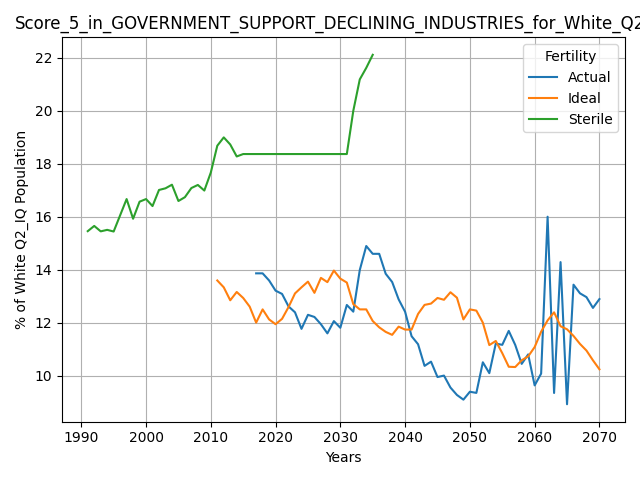 Score_5_in_GOVERNMENT_SUPPORT_DECLINING_INDUSTRIES_for_White_Q2
Fertility
Actual
Ideal
Sterile
% of White Q2_IQ Population
22
20
18
16
14
12
10
1990 2000 2010 2020 2030 2040 2050 2060 2070
Years